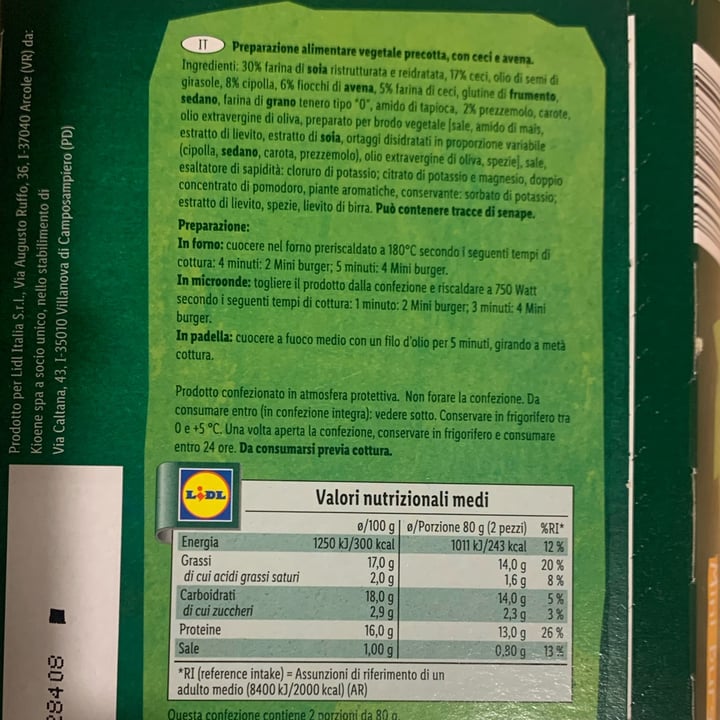 IT Preparazione alimentare vegetale precotta, con ceci e avena.
Ingredienti: 30% farina di soia ristrutturata e reidratata, 17% ceci, olio di semi di
girasole, 8% cipolla, 6% fiocchi di avena, 5% farina di ceci, glutine di frumento,
sedano, farina di grano tenero tipo "0", amido di tapioca, 2% prezzemolo, carote,
olio extravergine di oliva, preparato per brodo vegetale [sale, amido di mais,
estratto di lievito, estratto di soia, ortaggi disidratati in proporzione variabile
(cipolla, sedano, carota, prezzemolo), olio extravergine di oliva, spezie], sale,
esaltatore di sapidità: cloruro di potassio; citrato di potassio e magnesio, doppio
concentrato di pomodoro, piante aromatiche, conservante: sorbato di potassio;
estratto di lievito, spezie, lievito di birra. Può contenere tracce di senape.
Preparazione:
In forno: cuocere nel forno preriscaldato a 180°C secondo i seguenti tempi di
cottura: 4 minuti: 2 Mini burger; 5 minuti: 4 Mini burger.
In microonde: togliere il prodotto dalla confezione e riscaldare a 750 Watt
secondo i seguenti tempi di cottura: 1 minuto: 2 Mini burger; 3 minuti: 4 Mini
burger.
In padella: cuocere a fuoco medio con un filo d'olio per 5 minuti, girando a metà
cottura.
Prodotto confezionato in atmosfera protettiva. Non forare la confezione. Da
consumare entro (in confezione integra): vedere sotto. Conservare in frigorifero tra
0 e +5 °C. Una volta aperta la confezione, conservare in frigorifero e consumare
entro 24 ore. Da consumarsi previa cottura.
LIDL
Valori nutrizionali medi
ø/100 g ø/Porzione 80 g (2 pezzi) %RI*
Energia 1250 kJ/300 kcal 1011 kJ/243 kcal 12 %
Grassi 17,0 g 14,0 g 20 %
di cui acidi grassi saturi 2,0 g 1,6 g 8 %
Carboidrati 18,0 g 14,0 g 5 %
di cui zuccheri 2,9 g 2,3 g 3 %
Proteine 16,0 g 13,0 g 26 %
Sale 1,00 g 0,80 g 13 %
*RI (reference intake) = Assunzioni di riferimento di un
adulto medio (8400 kJ/2000 kcal) (AR)
Questa confezione contiene 2 porzioni da 80 g.
Prodotto per Lidl Italia S.r.l., Via Augusto Ruffo, 36, I-37040 Arcole (VR) da:
Kioene spa a socio unico, nello stabilimento di
Via Caltana, 43, I-35010 Villanova di Camposampiero (PD)
28408